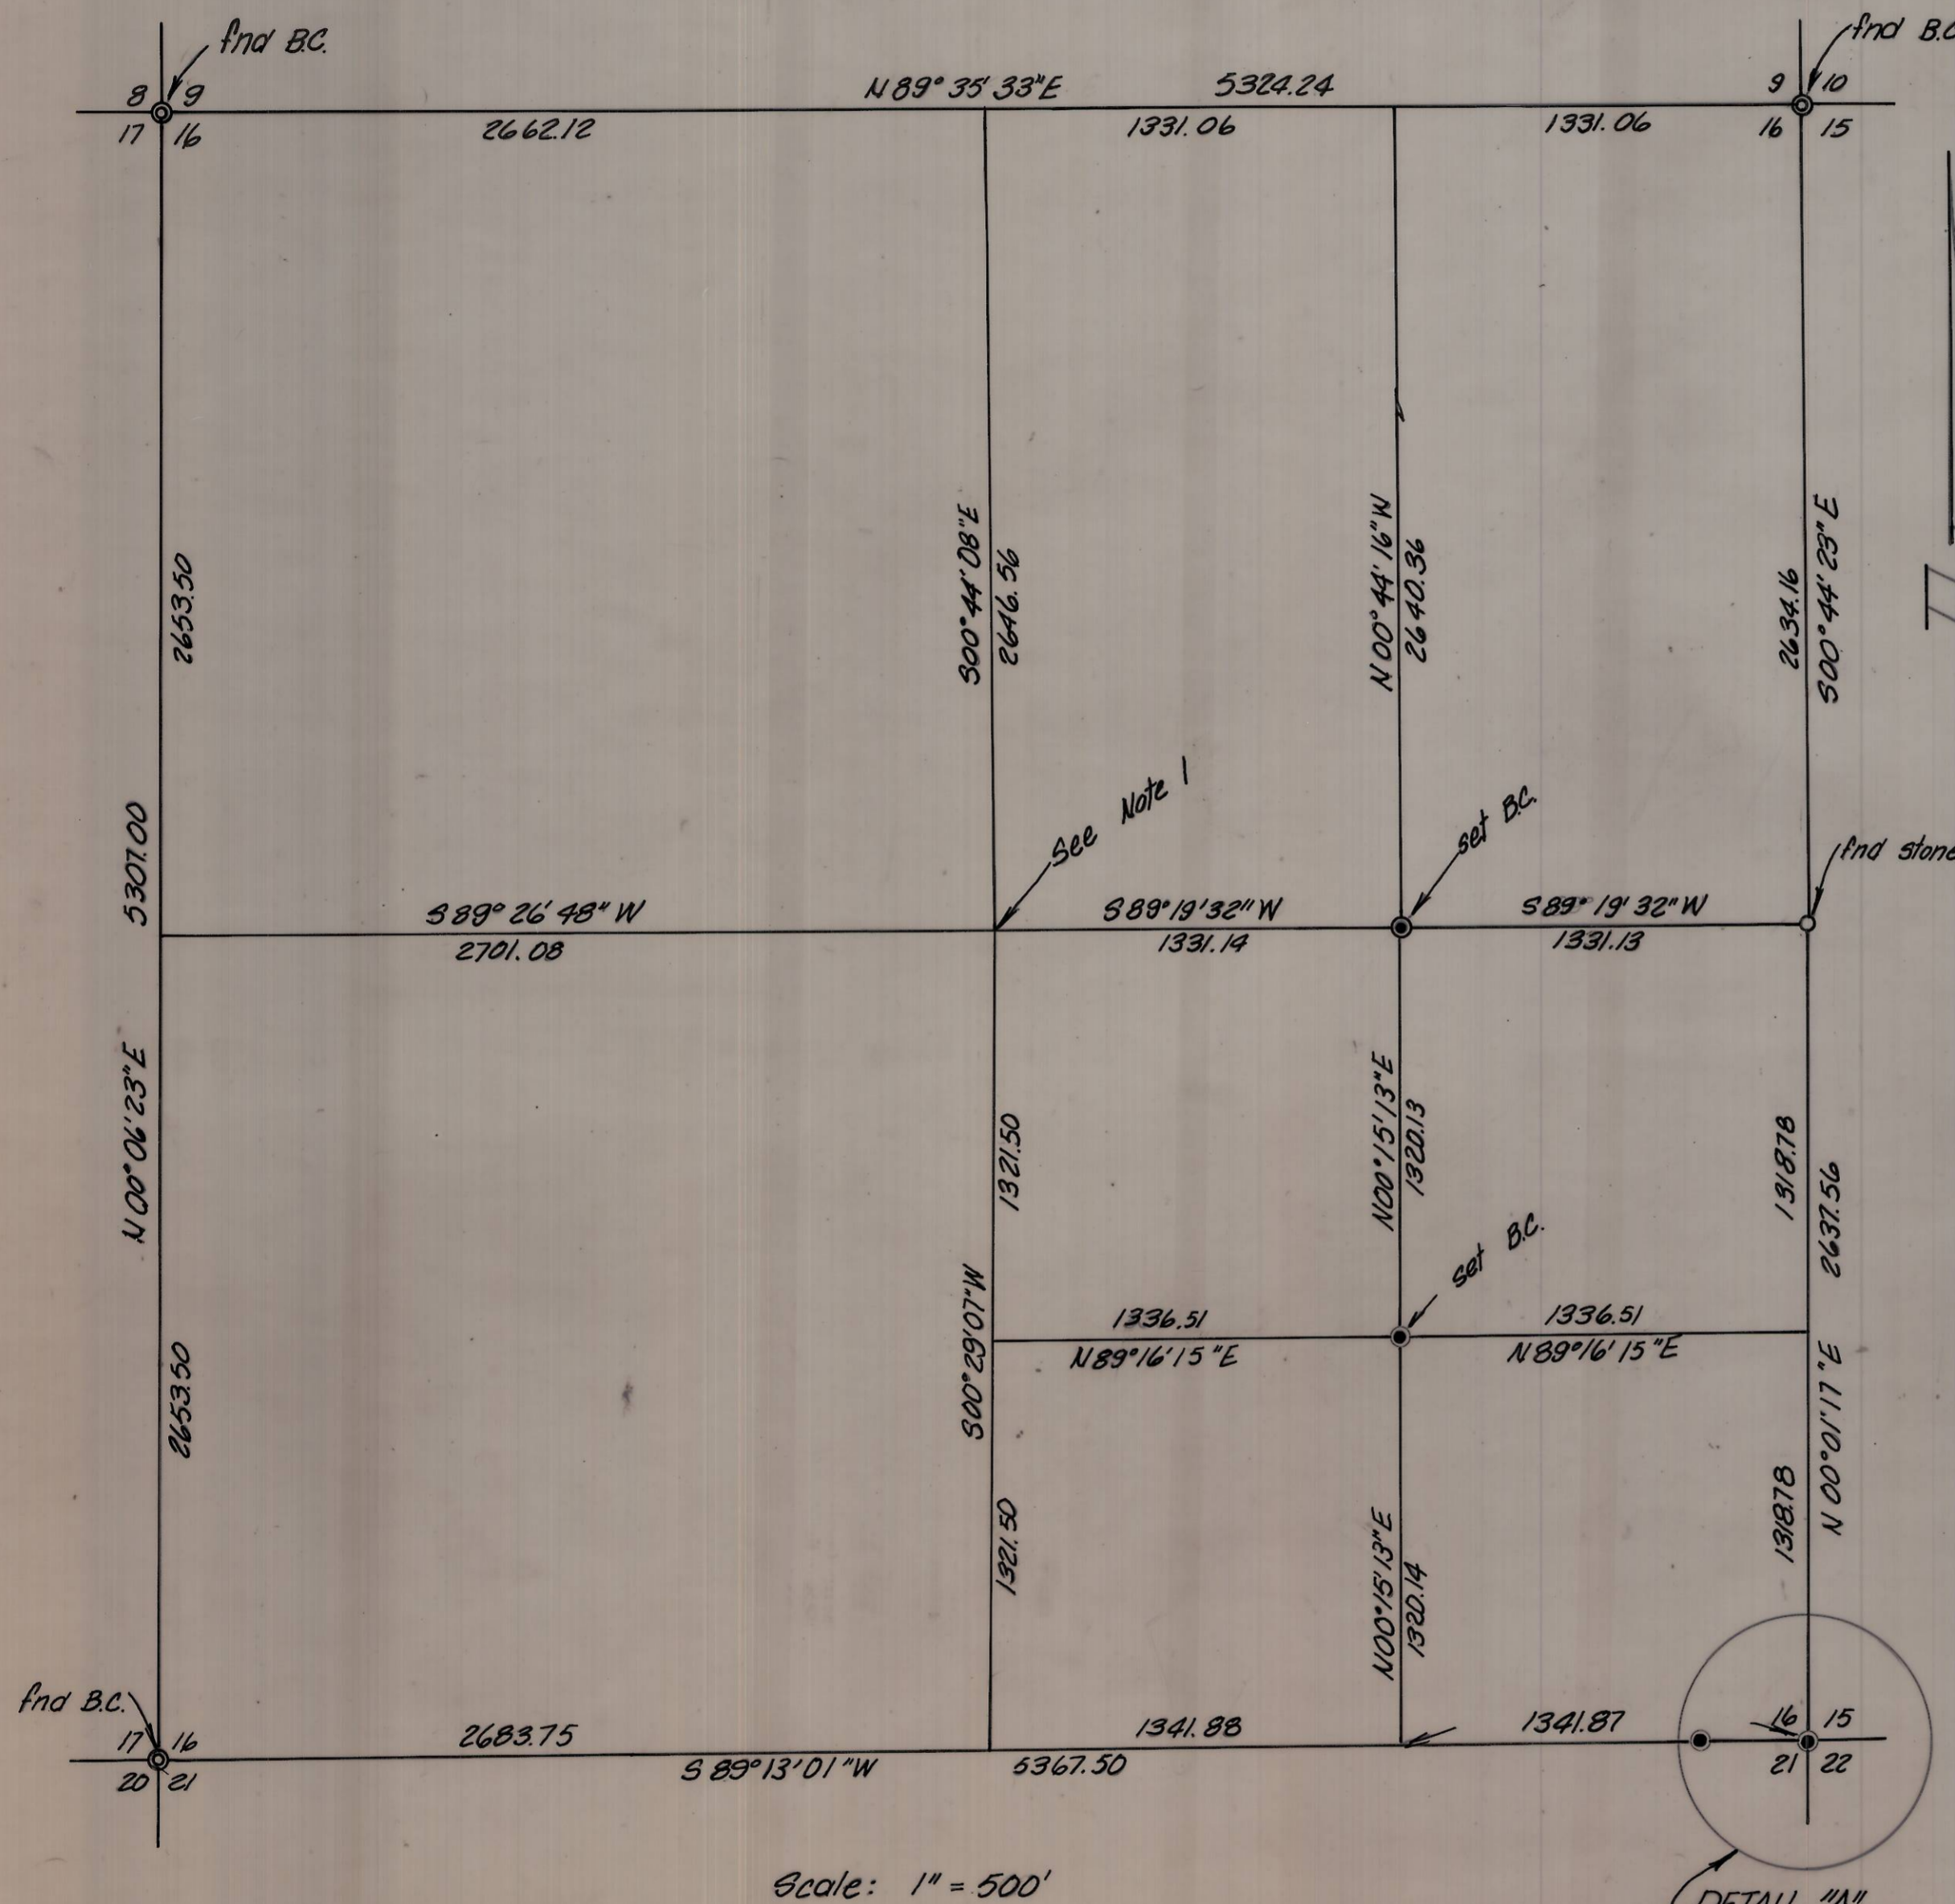 fnd B.C.
fnd B.C
8 9
17 16
N 89° 35' 33" E 5324.24
9 10
16 15
2662.12
1331.06
1331.06
2653.50
S00°44'08"E
2646.56
N 00°44'16"W
2640.36
2634.16
S00°44'23"E
See Note 1
set B.C.
fnd stone
5307.00
N 00°06'23"E
S 89° 26' 48" W
2701.08
S 89°19'32" W
1331.14
S 89° 19' 32" W
1331.13
1321.50
N00°15'13"E
1320.13
1318.78
2637.56
set B.C.
S00°29'07"W
1336.51
N 89°16'15"E
1336.51
N 89°16'15"E
2653.50
1321.50
N00°15'13"E
1320.14
1318.78
N 00°01'17"E
fnd B.C.
17 16
20 21
2683.75
S 89°13'01"W
5367.50
1341.88
1341.87
16 15
21 22
Scale: 1" = 500'
DETAIL "A"